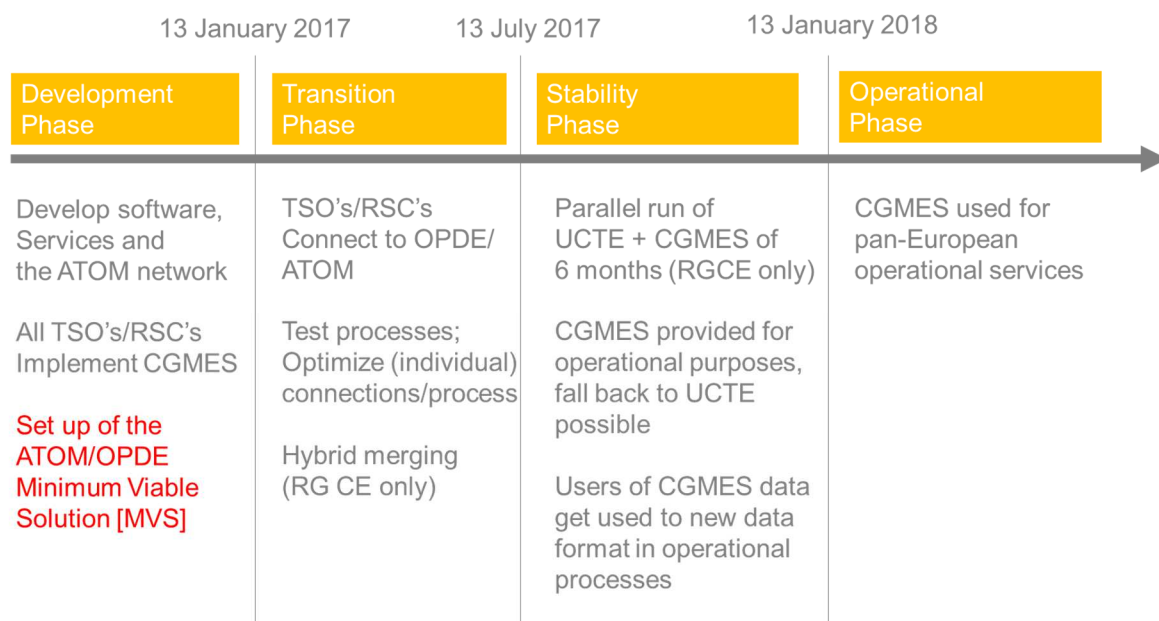 13 January 2017
13 July 2017
13 January 2018
Development
Phase
Transition
Phase
Stability
Phase
Operational
Phase
Develop software,
Services and
the ATOM network
All TSO's/RSC's
Implement CGMES
Set up of the
ATOM/OPDE
Minimum Viable
Solution [MVS]
TSO's/RSC's
Connect to OPDE/
ATOM
Test processes;
Optimize (individual)
connections/process
Hybrid merging
(RG CE only)
Parallel run of
UCTE + CGMES of
6 months (RGCE only)
CGMES provided for
operational purposes,
fall back to UCTE
possible
Users of CGMES data
get used to new data
format in operational
processes
CGMES used for
pan-European
operational services